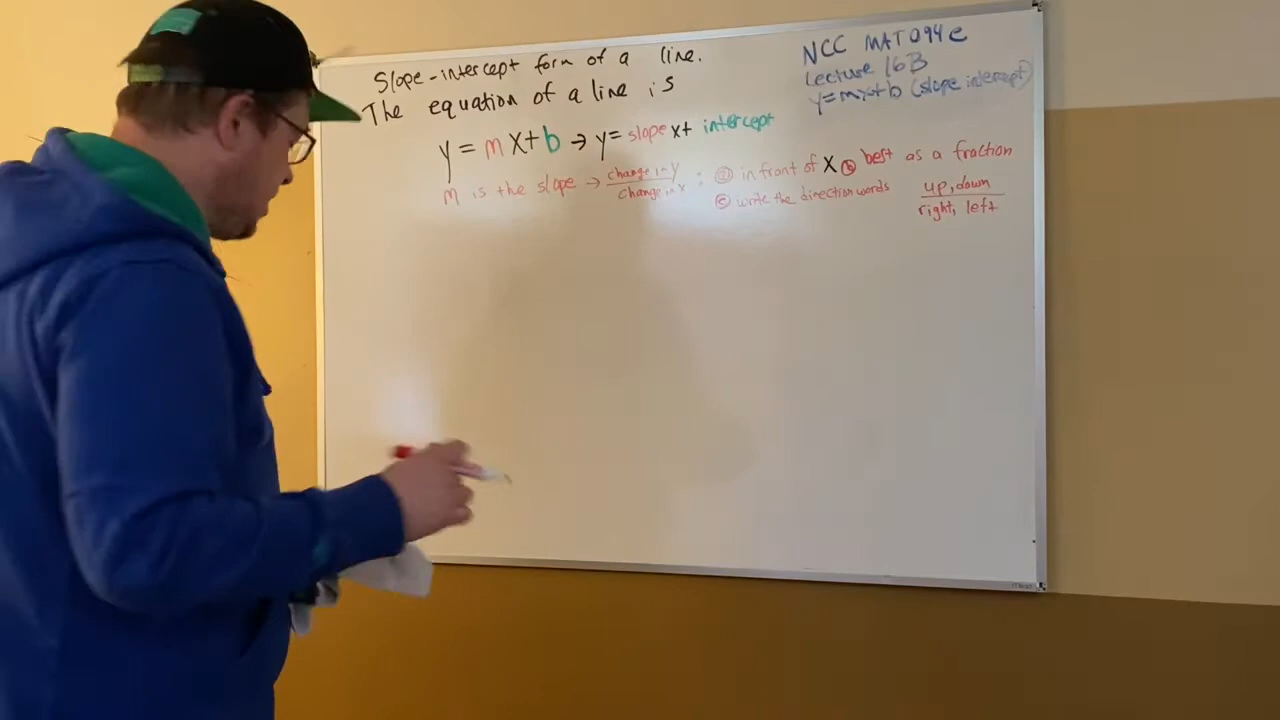 Slope-intercept form of a line.
The equation of a line is
y = mx+b → y= slope x+ intercept
m is the slope → change in y / change in x : ⓐ in front of x ⓑ best as a fraction
ⓒ write the direction words up, down / right, left
NCC MAT094e
Lecture 16B
y=mx+b (slope intercept)